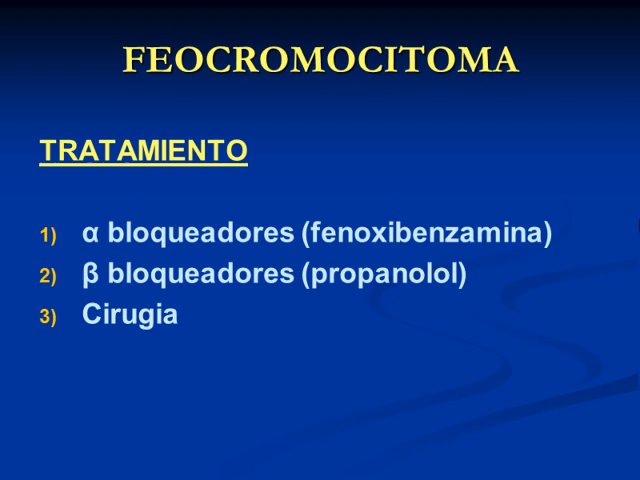 FEOCROMOCITOMA
TRATAMIENTO
1) α bloqueadores (fenoxibenzamina)
2) β bloqueadores (propanolol)
3) Cirugia